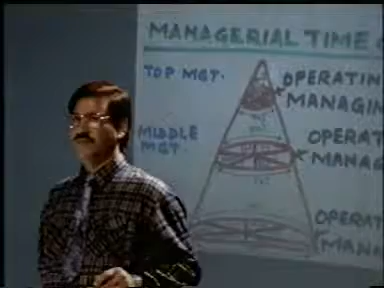 MANAGERIAL TIME
TOP MGT.
OPERATIN
MANAGIN
MIDDLE
MGT.
OPERAT
MANAG
OPERAT
MANA